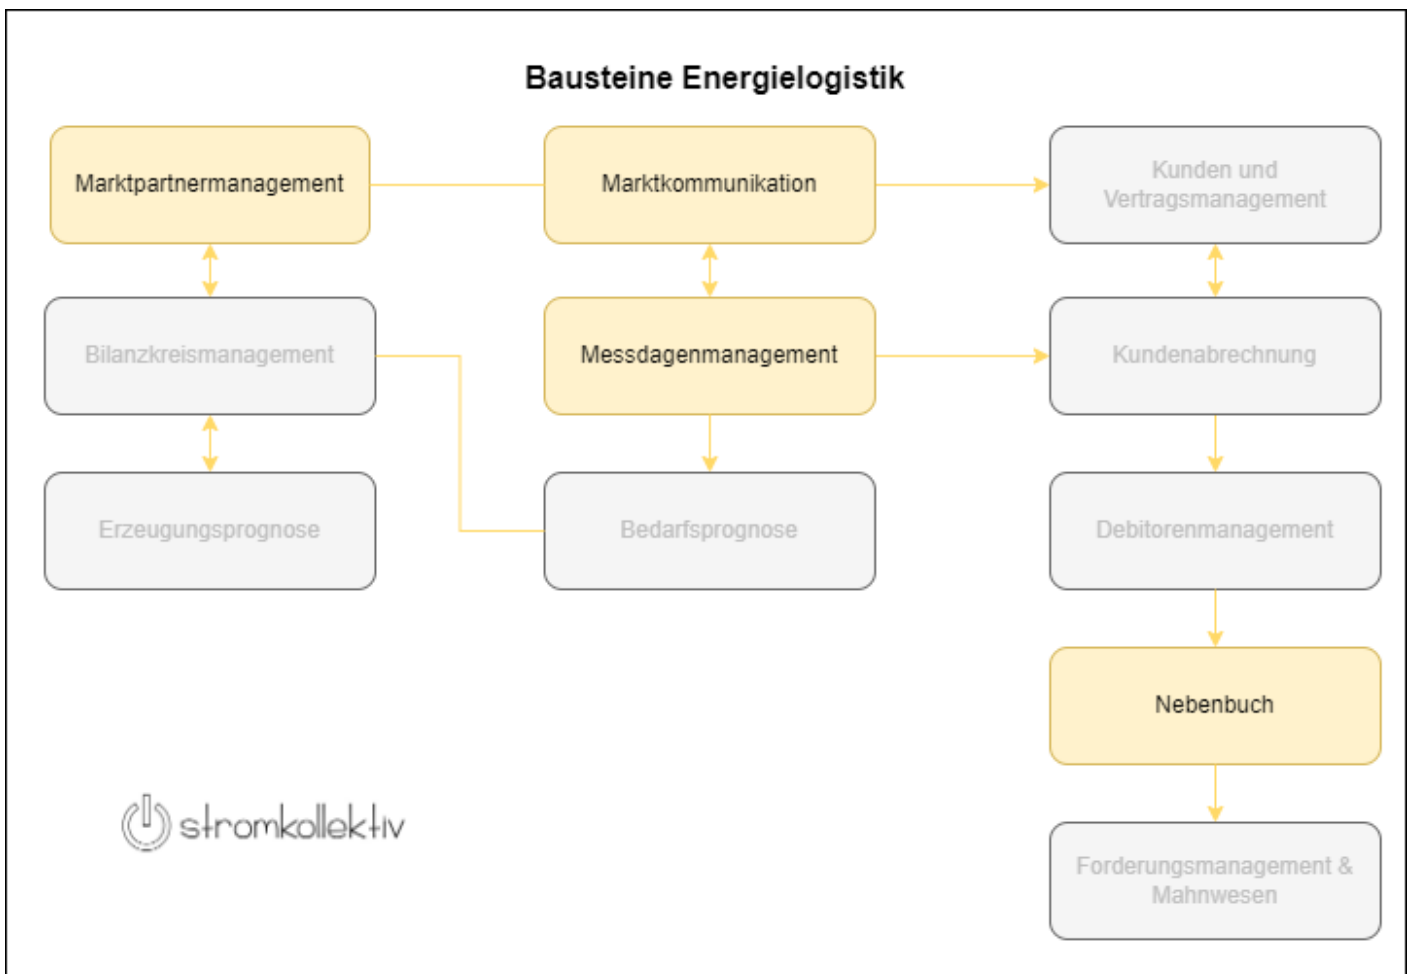 Bausteine Energielogistik
Marktpartnermanagement
Marktkommunikation
Kunden und
Vertragsmanagement
Bilanzkreismanagement
Messdagenmanagement
Kundenabrechnung
Erzeugungsprognose
Bedarfsprognose
Debitorenmanagement
Nebenbuch
stromkollektiv
Forderungsmanagement &
Mahnwesen